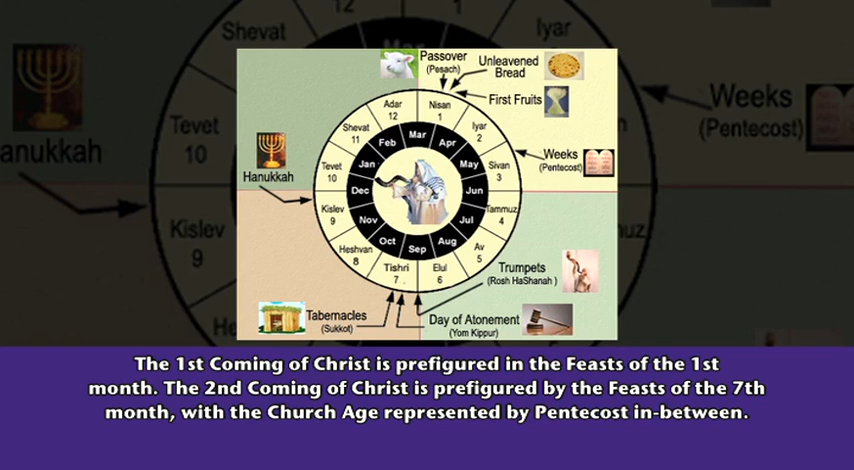 12
1
Shevat
Iyar
Mar
Tevet
10
Weeks
(Pentecost)
anukkah
Kislev
9
He
nuz
Passover
(Pesach)
Unleavened
Bread
First Fruits
Weeks
(Pentecost)
Hanukkah
Adar
12
Nisan
1
Shevat
11
Iyar
2
Tevet
10
Sivan
3
Kislev
9
Tammuz
4
Heshvan
8
Av
5
Tishri
7
Elul
6
Mar
Feb
Apr
Jan
May
Dec
Jun
Nov
Jul
Oct
Aug
Sep
Trumpets
(Rosh HaShanah )
Tabernacles
(Sukkot)
Day of Atonement
(Yom Kippur)
The 1st Coming of Christ is prefigured in the Feasts of the 1st
month. The 2nd Coming of Christ is prefigured by the Feasts of the 7th
month, with the Church Age represented by Pentecost in-between.